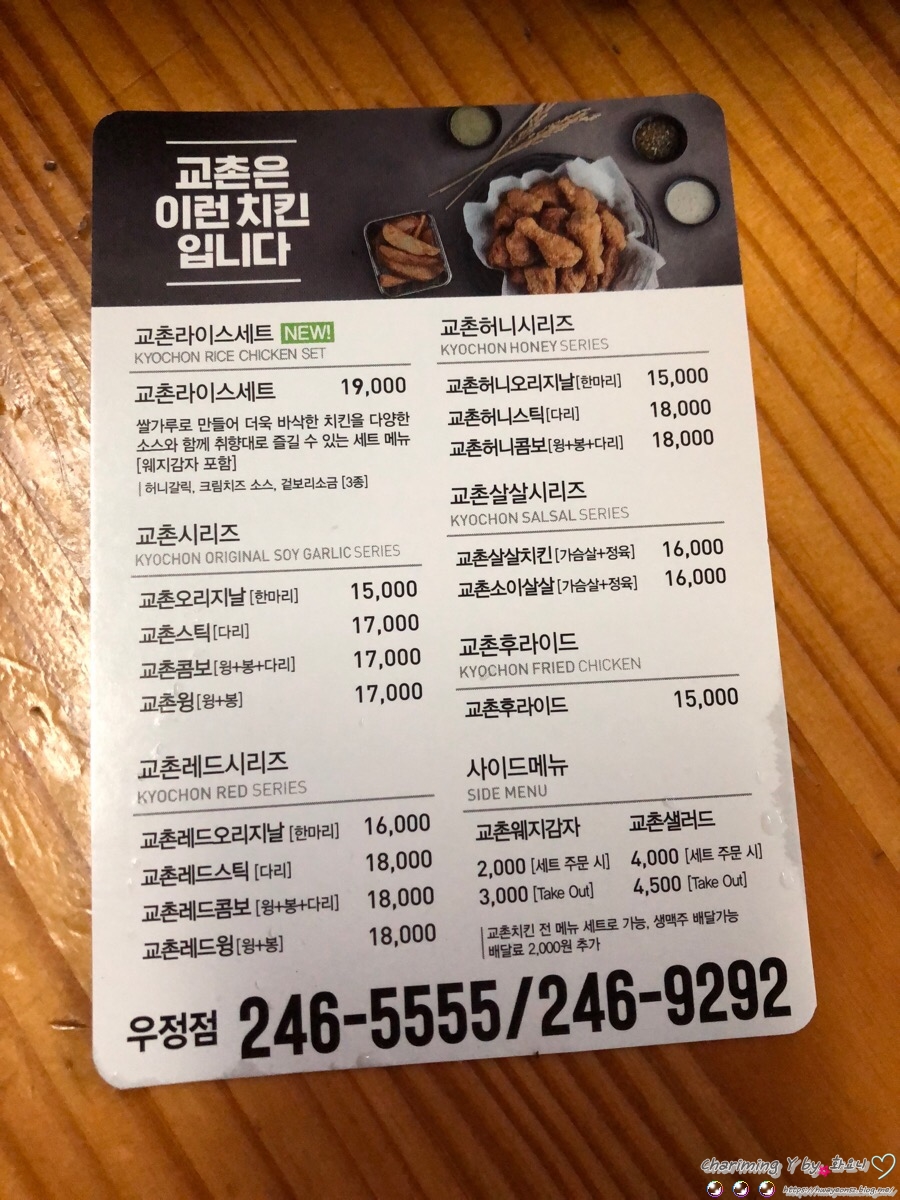 교촌은
이런 치킨
입니다
교촌라이스세트 NEW!
KYOCHON RICE CHICKEN SET
교촌라이스세트 19,000
쌀가루로 만들어 더욱 바삭한 치킨을 다양한
소스와 함께 취향대로 즐길 수 있는 세트 메뉴
[웨지감자 포함]
| 허니갈릭, 크림치즈 소스, 겉보리소금 [3종]
교촌시리즈
KYOCHON ORIGINAL SOY GARLIC SERIES
교촌오리지날 [한마리] 15,000
교촌스틱[다리] 17,000
교촌콤보[윙+봉+다리] 17,000
교촌윙[윙+봉] 17,000
교촌레드시리즈
KYOCHON RED SERIES
교촌레드오리지날 [한마리] 16,000
교촌레드스틱 [다리] 18,000
교촌레드콤보 [윙+봉+다리] 18,000
교촌레드윙[윙+봉] 18,000
교촌허니시리즈
KYOCHON HONEY SERIES
교촌허니오리지날[한마리] 15,000
교촌허니스틱[다리] 18,000
교촌허니콤보[윙+봉+다리] 18,000
교촌살살시리즈
KYOCHON SALSAL SERIES
교촌살살치킨 [가슴살+정육] 16,000
교촌소이살살 [가슴살+정육] 16,000
교촌후라이드
KYOCHON FRIED CHICKEN
교촌후라이드 15,000
사이드메뉴
SIDE MENU
교촌웨지감자 교촌샐러드
2,000 [세트 주문 시] 4,000 [세트 주문 시]
3,000 [Take Out] 4,500 [Take Out]
교촌치킨 전 메뉴 세트로 가능, 생맥주 배달가능
배달료 2,000원 추가
우정점 246-5555/246-9292
charming Y by